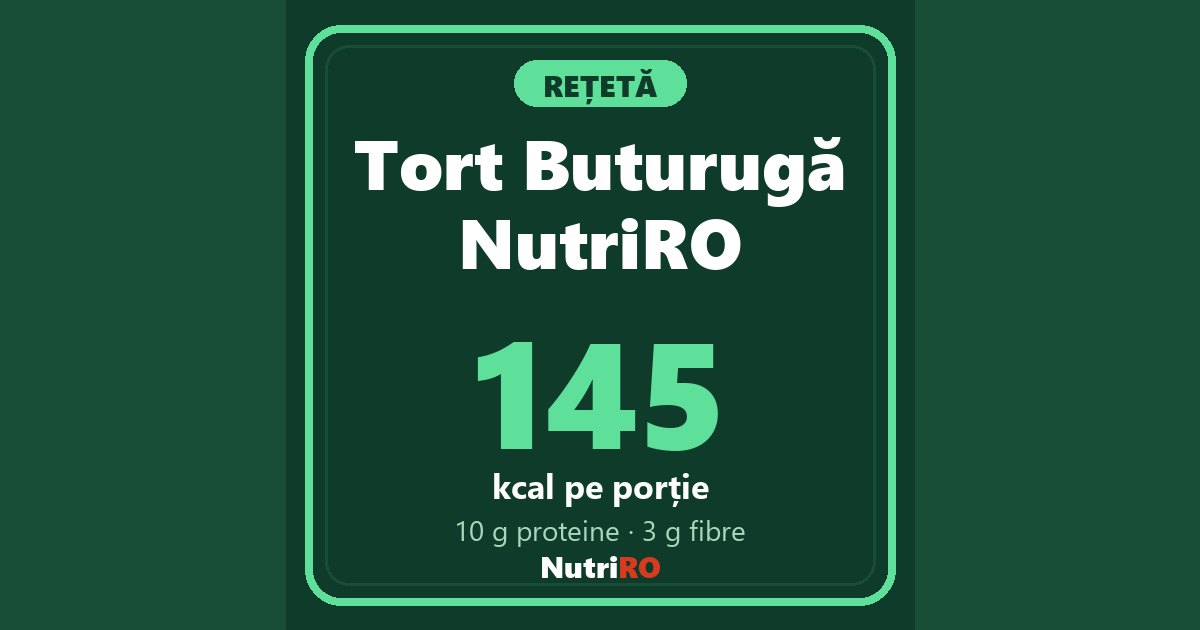 REȚETĂ
Tort Buturugă
NutriRO
145
kcal pe porție
10 g proteine · 3 g fibre
NutriRO